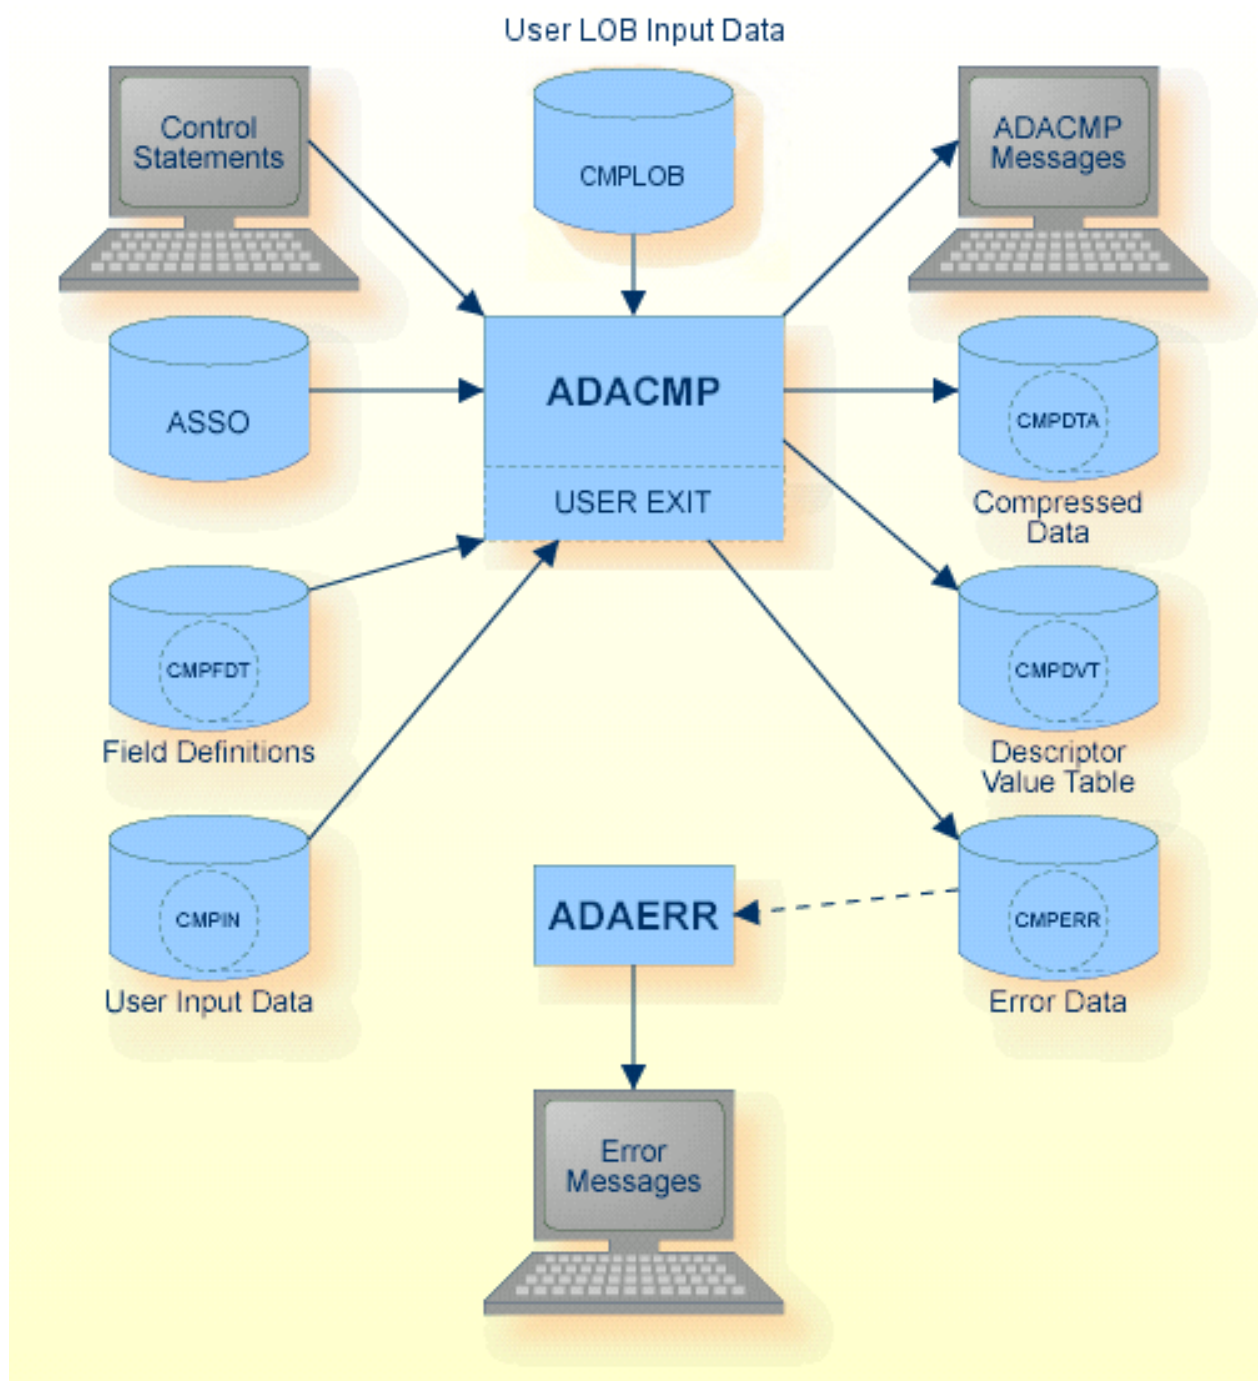 User LOB Input Data
Control
Statements
CMPLOB
ADACMP
Messages
ASSO
ADACMP
USER EXIT
CMPDTA
Compressed
Data
CMPFDT
Field Definitions
CMPDVT
Descriptor
Value Table
CMPIN
User Input Data
ADAERR
CMPERR
Error Data
Error
Messages